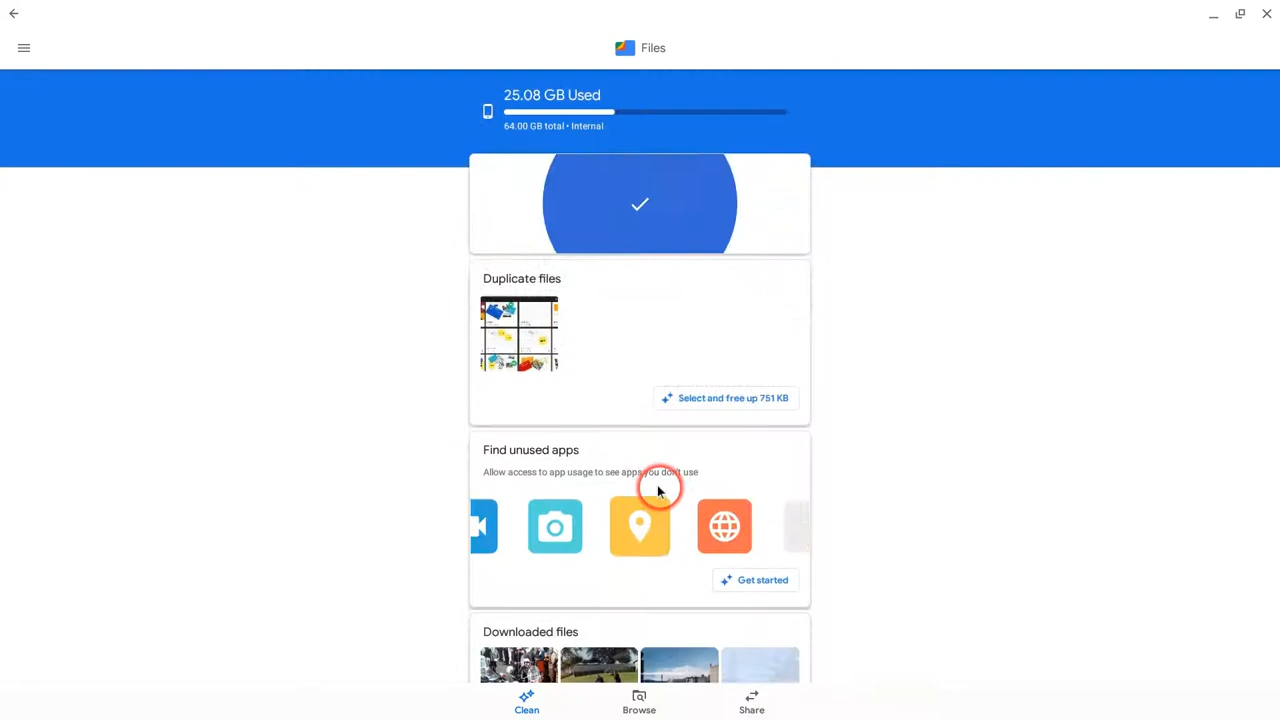 Files
25.08 GB Used
64.00 GB total • Internal
Duplicate files
Select and free up 751 KB
Find unused apps
Allow access to app usage to see apps you don't use
Get started
Downloaded files
Clean
Browse
Share